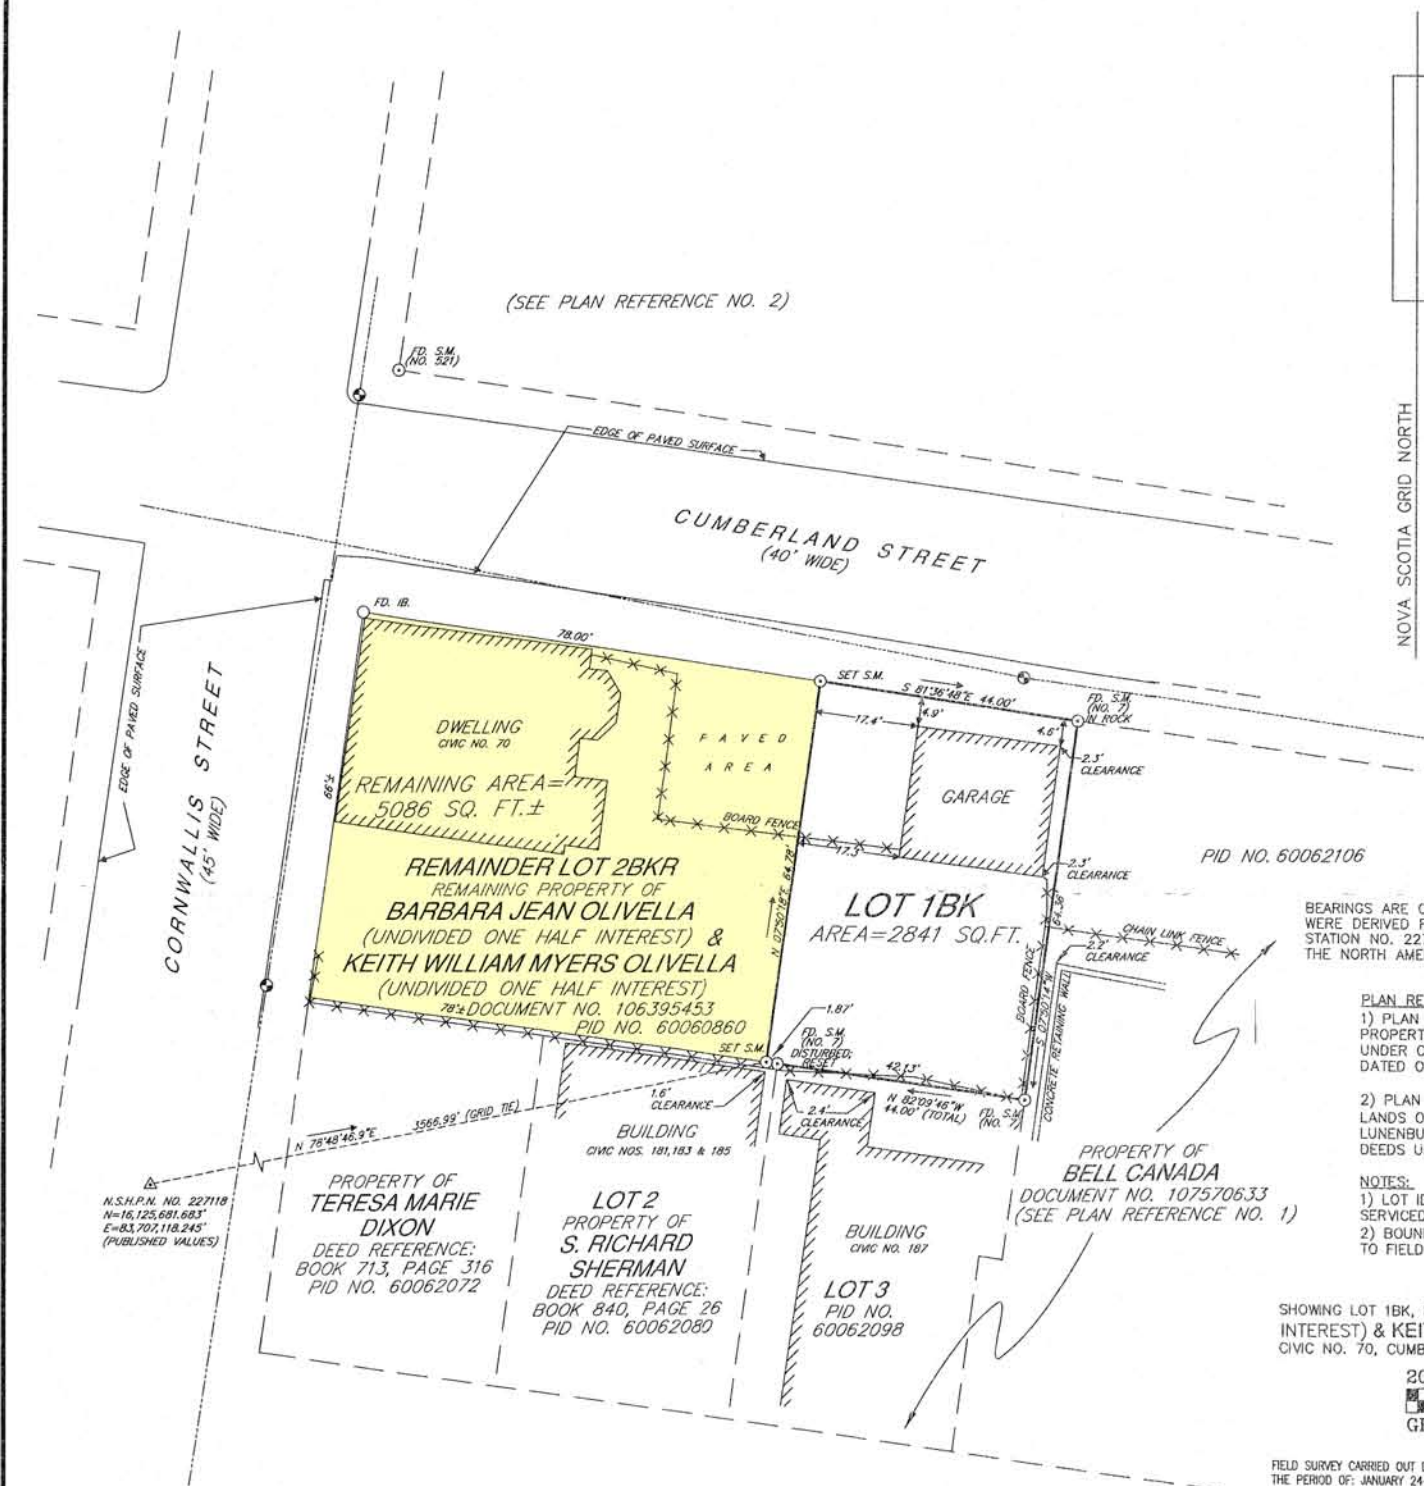 (SEE PLAN REFERENCE NO. 2)
FD. S.M.
(NO. 521)
EDGE OF PAVED SURFACE
CUMBERLAND STREET
(40' WIDE)
NOVA SCOTIA GRID NORTH
FD. IB.
78.00'
SET S.M.
S 81°36'48"E 44.00'
FD. S.M.
(NO. 7)
IN ROCK
EDGE OF PAVED SURFACE
CORNWALLIS STREET
(45' WIDE)
66'±
DWELLING
CIVIC NO. 70
PAVED
AREA
17.4'
4.9'
4.6'
2.3'
CLEARANCE
GARAGE
REMAINING AREA=
5086 SQ. FT.±
BOARD FENCE
17.3'
2.3'
CLEARANCE
PID NO. 60062106
REMAINDER LOT 2BKR
REMAINING PROPERTY OF
BARBARA JEAN OLIVELLA
(UNDIVIDED ONE HALF INTEREST) &
KEITH WILLIAM MYERS OLIVELLA
(UNDIVIDED ONE HALF INTEREST)
78'± DOCUMENT NO. 106395453
PID NO. 60060860
N 07°50'18"E 64.78'
LOT 1BK
AREA=2841 SQ.FT.
64.36'
S 07°50'14"W
CHAIN LINK FENCE
2.2'
CLEARANCE
BOARD FENCE
CONCRETE RETAINING WALL
BEARINGS ARE
WERE DERIVED
STATION NO. 22
THE NORTH AME
PLAN RE
1) PLAN
PROPERT
UNDER
DATED
2) PLAN
LANDS
LUNENBU
DEEDS U
NOTES:
1) LOT
SERVICED
2) BOUN
TO FIELD
SET S.M.
1.87'
FD. S.M.
(NO. 7)
DISTURBED;
RESET
42.13'
N 82°09'46"W
44.00' (TOTAL)
FD. S.M.
(NO. 7)
1.6'
CLEARANCE
2.4'
CLEARANCE
N 78°48'46.9"E
3566.99' (GRID TIE)
N.S.H.P.N. NO. 227118
N=16,125,681.683'
E=83,707,118.245'
(PUBLISHED VALUES)
BUILDING
CIVIC NOS. 181,183 & 185
PROPERTY OF
TERESA MARIE
DIXON
DEED REFERENCE:
BOOK 713, PAGE 316
PID NO. 60062072
LOT 2
PROPERTY OF
S. RICHARD
SHERMAN
DEED REFERENCE:
BOOK 840, PAGE 26
PID NO. 60062080
BUILDING
CIVIC NO. 187
LOT 3
PID NO.
60062098
PROPERTY OF
BELL CANADA
DOCUMENT NO. 107570633
(SEE PLAN REFERENCE NO. 1)
SHOWING LOT 1BK,
INTEREST) & KEI
CIVIC NO. 70, CUMB
20
FIELD SURVEY CARRIED OUT
THE PERIOD OF: JANUARY 24